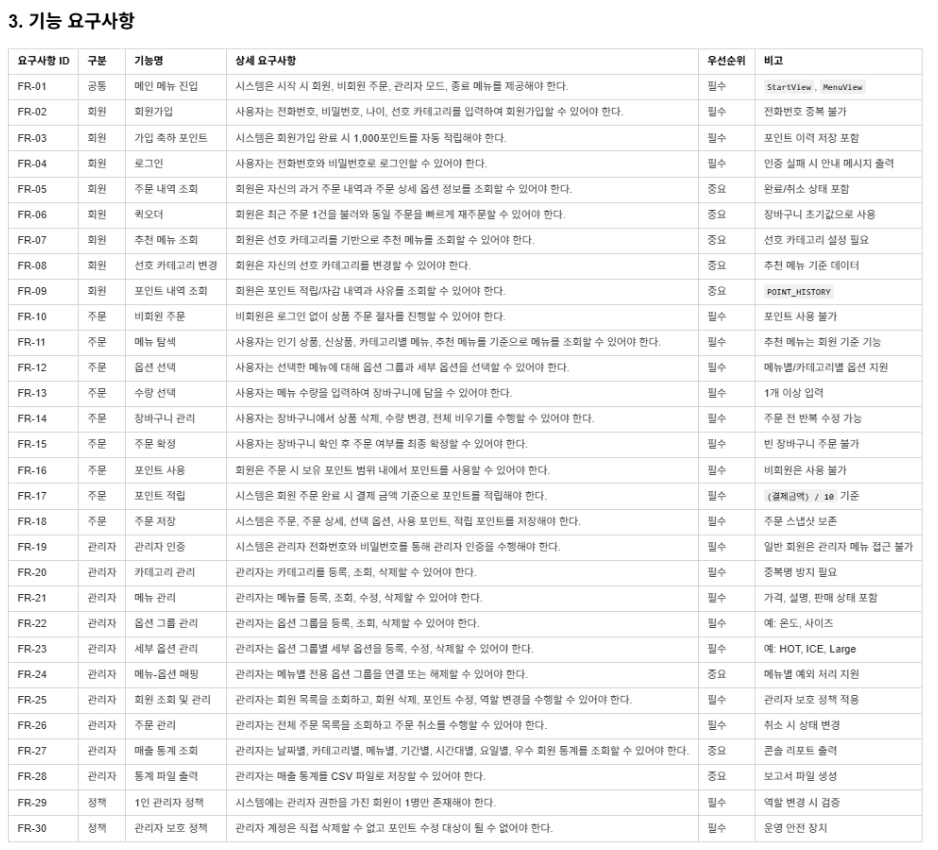 3. 기능 요구사항
요구사항 ID 구분 기능명 상세 요구사항 우선순위 비고
FR-01 공통 메인 메뉴 진입 시스템은 시작 시 회원, 비회원 주문, 관리자 모드, 종료 메뉴를 제공해야 한다. 필수 StartView, MenuView
FR-02 회원 회원가입 사용자는 전화번호, 비밀번호, 나이, 선호 카테고리를 입력하여 회원가입할 수 있어야 한다. 필수 전화번호 중복 불가
FR-03 회원 가입 축하 포인트 시스템은 회원가입 완료 시 1,000포인트를 자동 적립해야 한다. 필수 포인트 이력 저장 포함
FR-04 회원 로그인 사용자는 전화번호와 비밀번호로 로그인할 수 있어야 한다. 필수 인증 실패 시 안내 메시지 출력
FR-05 회원 주문 내역 조회 회원은 자신의 과거 주문 내역과 주문 상세 옵션 정보를 조회할 수 있어야 한다. 중요 완료/취소 상태 포함
FR-06 회원 퀵오더 회원은 최근 주문 1건을 불러와 동일 주문을 빠르게 재주문할 수 있어야 한다. 중요 장바구니 초기값으로 사용
FR-07 회원 추천 메뉴 조회 회원은 선호 카테고리를 기반으로 추천 메뉴를 조회할 수 있어야 한다. 중요 선호 카테고리 설정 필요
FR-08 회원 선호 카테고리 변경 회원은 자신의 선호 카테고리를 변경할 수 있어야 한다. 중요 추천 메뉴 기준 데이터
FR-09 회원 포인트 내역 조회 회원은 포인트 적립/차감 내역과 사유를 조회할 수 있어야 한다. 중요 POINT_HISTORY
FR-10 주문 비회원 주문 비회원은 로그인 없이 상품 주문 절차를 진행할 수 있어야 한다. 필수 포인트 사용 불가
FR-11 주문 메뉴 탐색 사용자는 인기 상품, 신상품, 카테고리별 메뉴, 추천 메뉴를 기준으로 메뉴를 조회할 수 있어야 한다. 필수 추천 메뉴는 회원 기준 기능
FR-12 주문 옵션 선택 사용자는 선택한 메뉴에 대해 옵션 그룹과 세부 옵션을 선택할 수 있어야 한다. 필수 메뉴별/카테고리별 옵션 지원
FR-13 주문 수량 선택 사용자는 메뉴 수량을 입력하여 장바구니에 담을 수 있어야 한다. 필수 1개 이상 입력
FR-14 주문 장바구니 관리 사용자는 장바구니에서 상품 삭제, 수량 변경, 전체 비우기를 수행할 수 있어야 한다. 필수 주문 전 반복 수정 가능
FR-15 주문 주문 확정 사용자는 장바구니 확인 후 주문 여부를 최종 확정할 수 있어야 한다. 필수 빈 장바구니 주문 불가
FR-16 주문 포인트 사용 회원은 주문 시 보유 포인트 범위 내에서 포인트를 사용할 수 있어야 한다. 필수 비회원은 사용 불가
FR-17 주문 포인트 적립 시스템은 회원 주문 완료 시 결제 금액 기준으로 포인트를 적립해야 한다. 필수 (결제금액) / 10 기준
FR-18 주문 주문 저장 시스템은 주문, 주문 상세, 선택 옵션, 사용 포인트, 적립 포인트를 저장해야 한다. 필수 주문 스냅샷 보존
FR-19 관리자 관리자 인증 시스템은 관리자 전화번호와 비밀번호를 통해 관리자 인증을 수행해야 한다. 필수 일반 회원은 관리자 메뉴 접근 불가
FR-20 관리자 카테고리 관리 관리자는 카테고리를 등록, 조회, 삭제할 수 있어야 한다. 필수 중복명 방지 필요
FR-21 관리자 메뉴 관리 관리자는 메뉴를 등록, 조회, 수정, 삭제할 수 있어야 한다. 필수 가격, 설명, 판매 상태 포함
FR-22 관리자 옵션 그룹 관리 관리자는 옵션 그룹을 등록, 조회, 삭제할 수 있어야 한다. 필수 예: 온도, 사이즈
FR-23 관리자 세부 옵션 관리 관리자는 옵션 그룹별 세부 옵션을 등록, 수정, 삭제할 수 있어야 한다. 필수 예: HOT, ICE, Large
FR-24 관리자 메뉴-옵션 매핑 관리자는 메뉴별 전용 옵션 그룹을 연결 또는 해제할 수 있어야 한다. 중요 메뉴별 예외 처리 지원
FR-25 관리자 회원 조회 및 관리 관리자는 회원 목록을 조회하고, 회원 삭제, 포인트 수정, 역할 변경을 수행할 수 있어야 한다. 필수 관리자 보호 정책 적용
FR-26 관리자 주문 관리 관리자는 전체 주문 목록을 조회하고 주문 취소를 수행할 수 있어야 한다. 필수 취소 시 상태 변경
FR-27 관리자 매출 통계 조회 관리자는 날짜별, 카테고리별, 메뉴별, 기간별, 시간대별, 요일별, 우수 회원 통계를 조회할 수 있어야 한다. 중요 콘솔 리포트 출력
FR-28 관리자 통계 파일 출력 관리자는 매출 통계를 CSV 파일로 저장할 수 있어야 한다. 중요 보고서 파일 생성
FR-29 정책 1인 관리자 정책 시스템에는 관리자 권한을 가진 회원이 1명만 존재해야 한다. 필수 역할 변경 시 검증
FR-30 정책 관리자 보호 정책 관리자 계정은 직접 삭제할 수 없고 포인트 수정 대상이 될 수 없어야 한다. 필수 운영 안전 장치